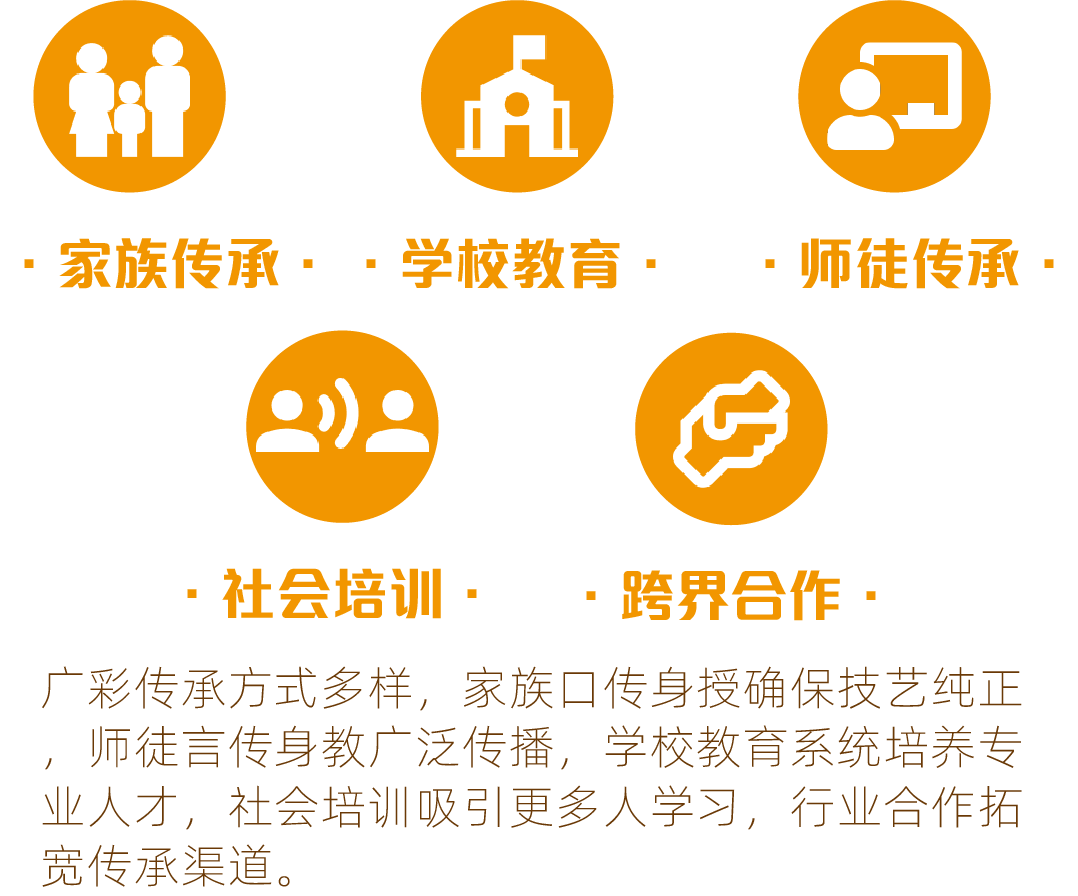 ·家族传承·
·学校教育·
·师徒传承·
·社会培训·
·跨界合作·
广彩传承方式多样，家族口传身授确保技艺纯正
，师徒言传身教广泛传播，学校教育系统培养专
业人才，社会培训吸引更多人学习，行业合作拓
宽传承渠道。